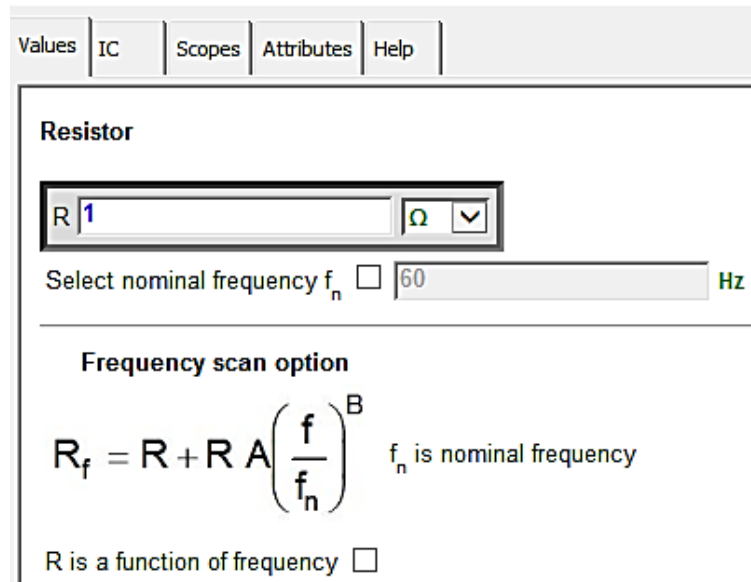 Values IC Scopes Attributes Help
Resistor
R 1 Ω
Select nominal frequency fₙ 60 Hz
Frequency scan option
R_f = R + R A (f / fₙ)^B fₙ is nominal frequency
R is a function of frequency